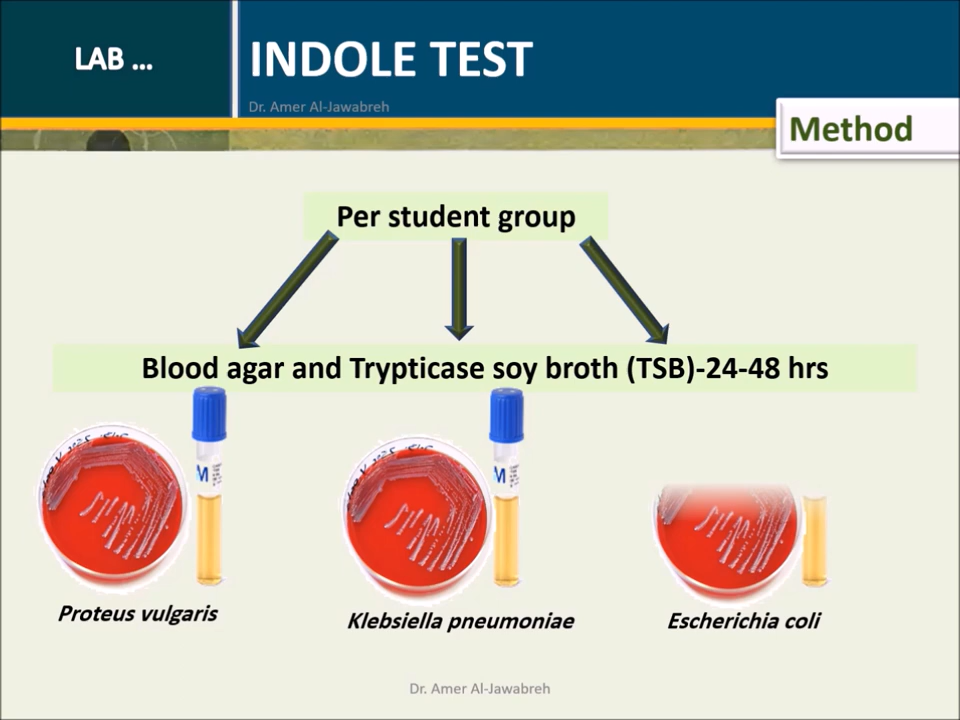 LAB ...
INDOLE TEST
Dr. Amer Al-Jawabreh
Method
Per student group
Blood agar and Trypticase soy broth (TSB)-24-48 hrs
M
M
Proteus vulgaris
Klebsiella pneumoniae
Escherichia coli
Dr. Amer Al-Jawabreh